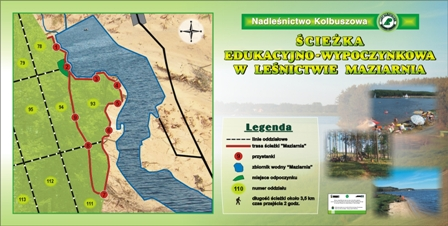 Nadleśnictwo Kolbuszowa
ŚCIEŻKA
EDUKACYJNO-WYPOCZYNKOWA
W LEŚNICTWIE MAZIARNIA
Legenda
linie oddziałowe
trasa ścieżki "Maziarnia"
przystanki
zbiornik wodny "Maziarnia"
miejsce odpoczynku
110 numer oddziału
długość ścieżki około 3,5 km
czas przejścia 2 godz.
78
79
95
94
93
113
112
111